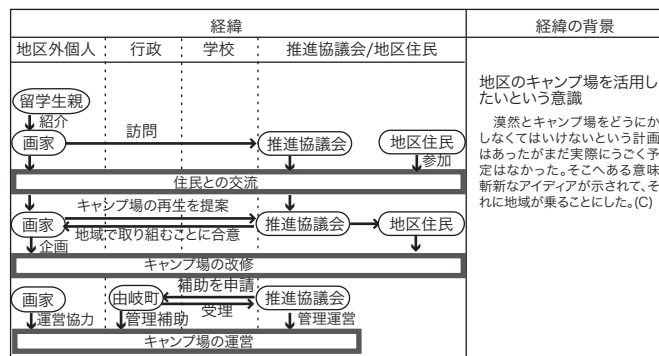 経緯
経緯の背景
地区外個人
行政
学校
推進協議会/地区住民
留学生親
紹介
画家
訪問
推進協議会
地区住民
参加
住民との交流
キャンプ場の再生を提案
画家
地域で取り組むことに合意
推進協議会
地区住民
企画
キャンプ場の改修
補助を申請
画家
由岐町
受理
推進協議会
運営協力
管理補助
管理運営
キャンプ場の運営
地区のキャンプ場を活用し
たいという意識
漠然とキャンプ場をどうにか
しなくてはいけないという計画
はあったがまだ実際にうごく予
定はなかった。そこへある意味
斬新なアイディアが示されて、そ
れに地域が乗ることにした。(C)